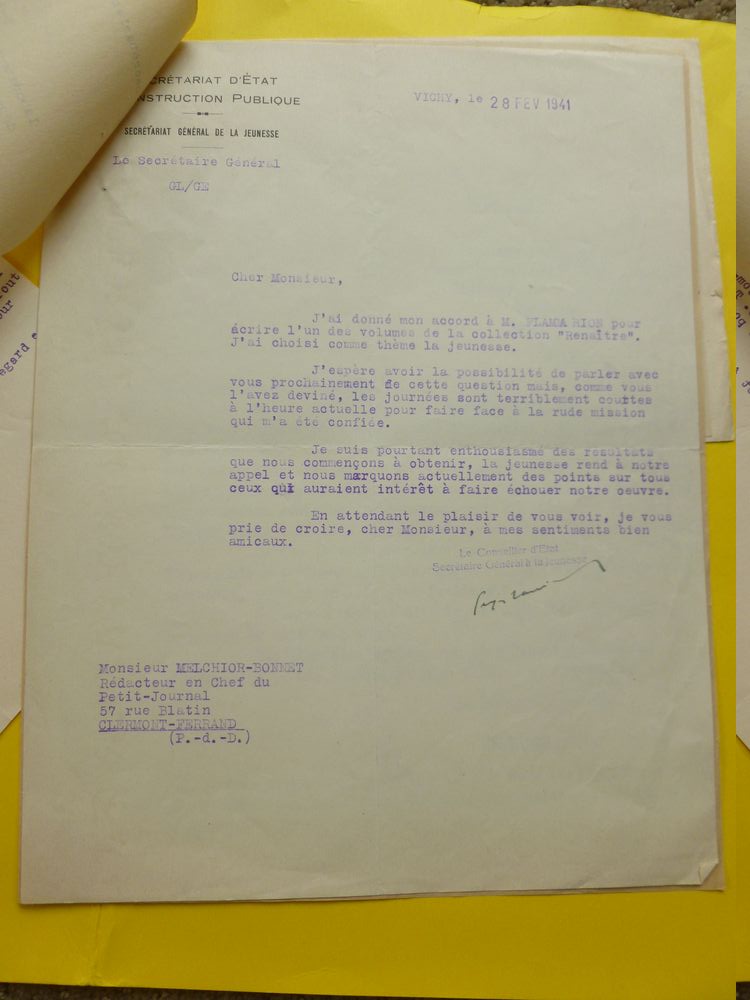 CRÉTARIAT D'ÉTAT
NSTRUCTION PUBLIQUE
SECRÉTARIAT GÉNÉRAL DE LA JEUNESSE
Le Secrétaire Général
GL/GE
VICHY, le 28 FEV 1941
Cher Monsieur,
J'ai donné mon accord à M. FLAMMARION pour
écrire l'un des volumes de la collection "Renaître".
J'ai choisi comme thème la jeunesse.
J'espère avoir la possibilité de parler avec
vous prochainement de cette question mais, comme vous
l'avez deviné, les journées sont terriblement courtes
à l'heure actuelle pour faire face à la rude mission
qui m'a été confiée.
Je suis pourtant enthousiasmé des résultats
que nous commençons à obtenir, la jeunesse rend à notre
appel et nous marquons actuellement des points sur tous
ceux qui auraient intérêt à faire échouer notre oeuvre.
En attendant le plaisir de vous voir, je vous
prie de croire, cher Monsieur, à mes sentiments bien
amicaux.
Le Conseiller d'Etat
Secrétaire Général à la Jeunesse
Monsieur MELCHIOR-BONNET
Rédacteur en Chef du
Petit-Journal
57 rue Blatin
CLERMONT-FERRAND
(P.-d.-D.)